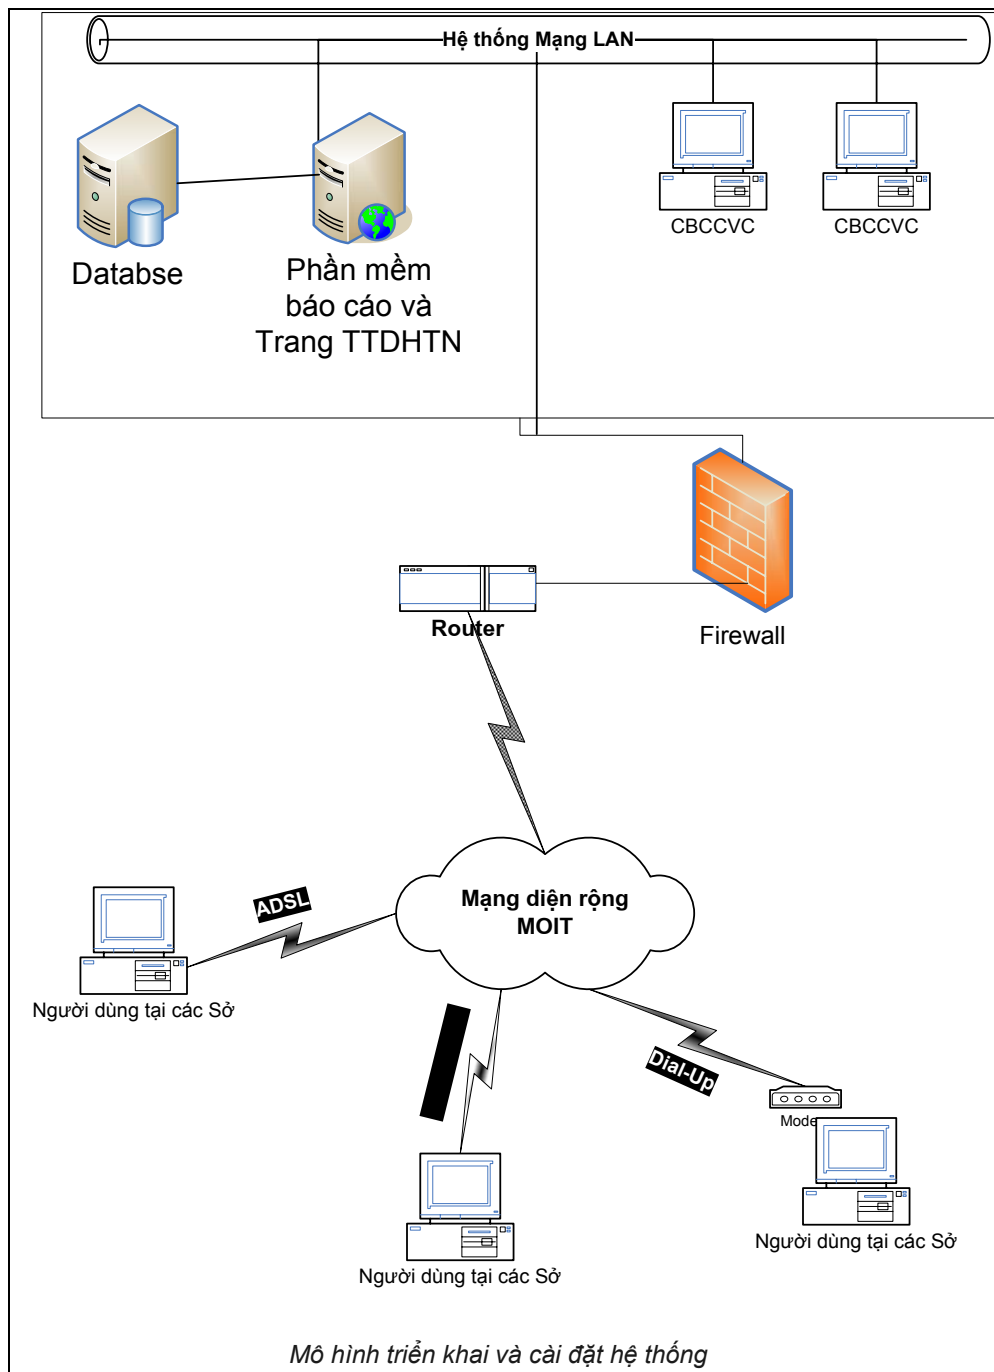 Hệ thống Mạng LAN
CBCCVC
CBCCVC
Databse
Phần mềm
báo cáo và
Trang TTDHTN
Firewall
Router
Mạng diện rộng
MOIT
ADSL
Người dùng tại các Sở
Dial-Up
Mode
Người dùng tại các Sở
Người dùng tại các Sở
Mô hình triển khai và cài đặt hệ thống